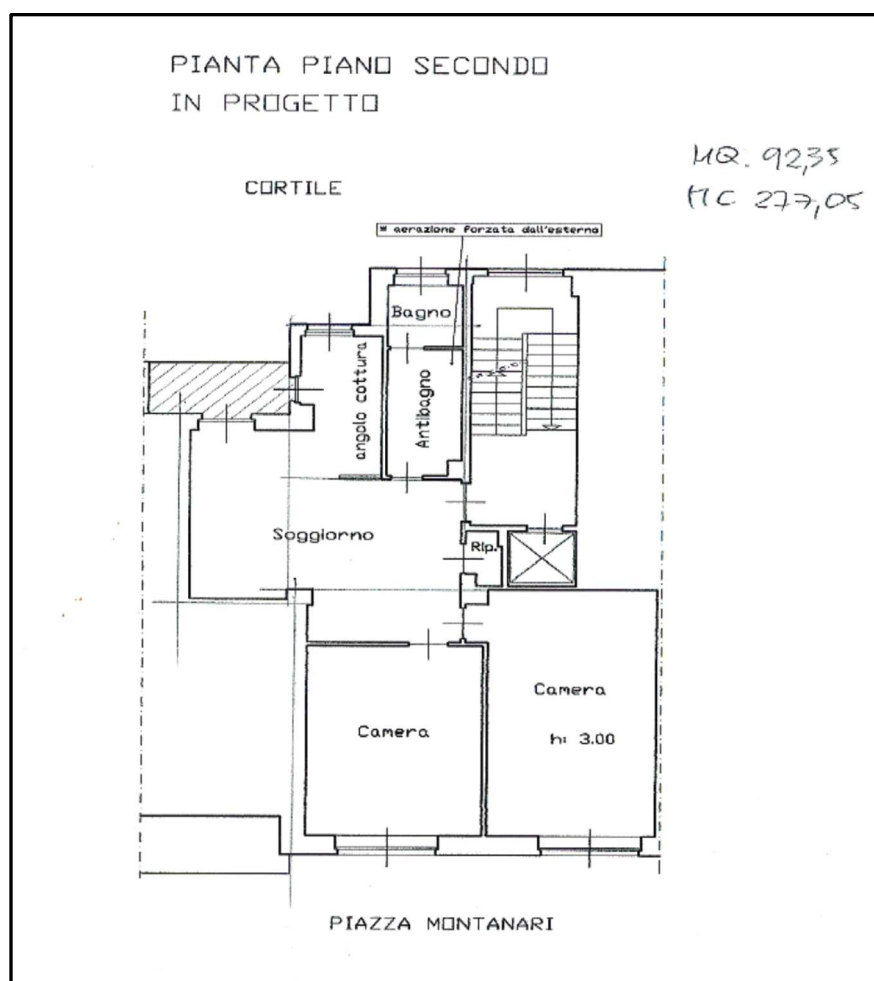 PIANTA PIANO SECONDO
IN PROGETTO
MQ. 92,35
MC 277,05
CORTILE
* aerazione forzata dall'esterno
Bagno
angolo cottura
Antibagno
Soggiorno
Rip.
Camera
h: 3.00
Camera
PIAZZA MONTANARI